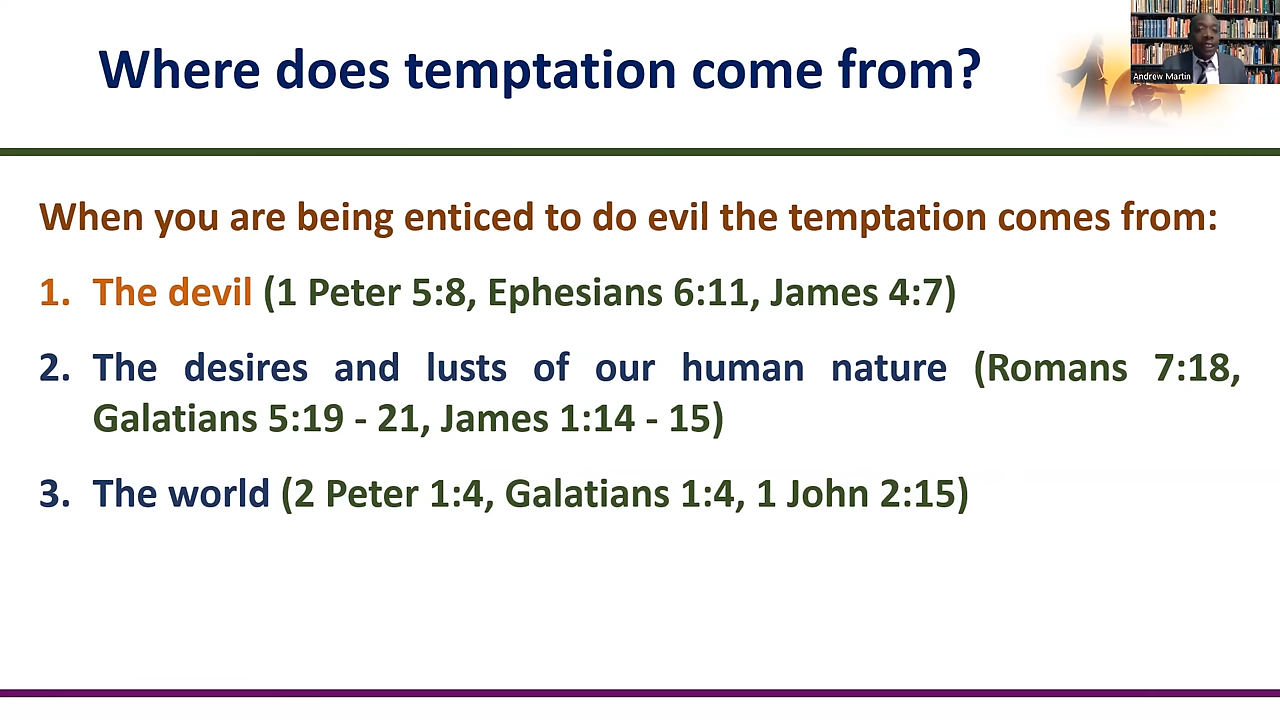 Where does temptation come from?
Andrew Martin
When you are being enticed to do evil the temptation comes from:
1. The devil (1 Peter 5:8, Ephesians 6:11, James 4:7)
2. The desires and lusts of our human nature (Romans 7:18,
Galatians 5:19 - 21, James 1:14 - 15)
3. The world (2 Peter 1:4, Galatians 1:4, 1 John 2:15)